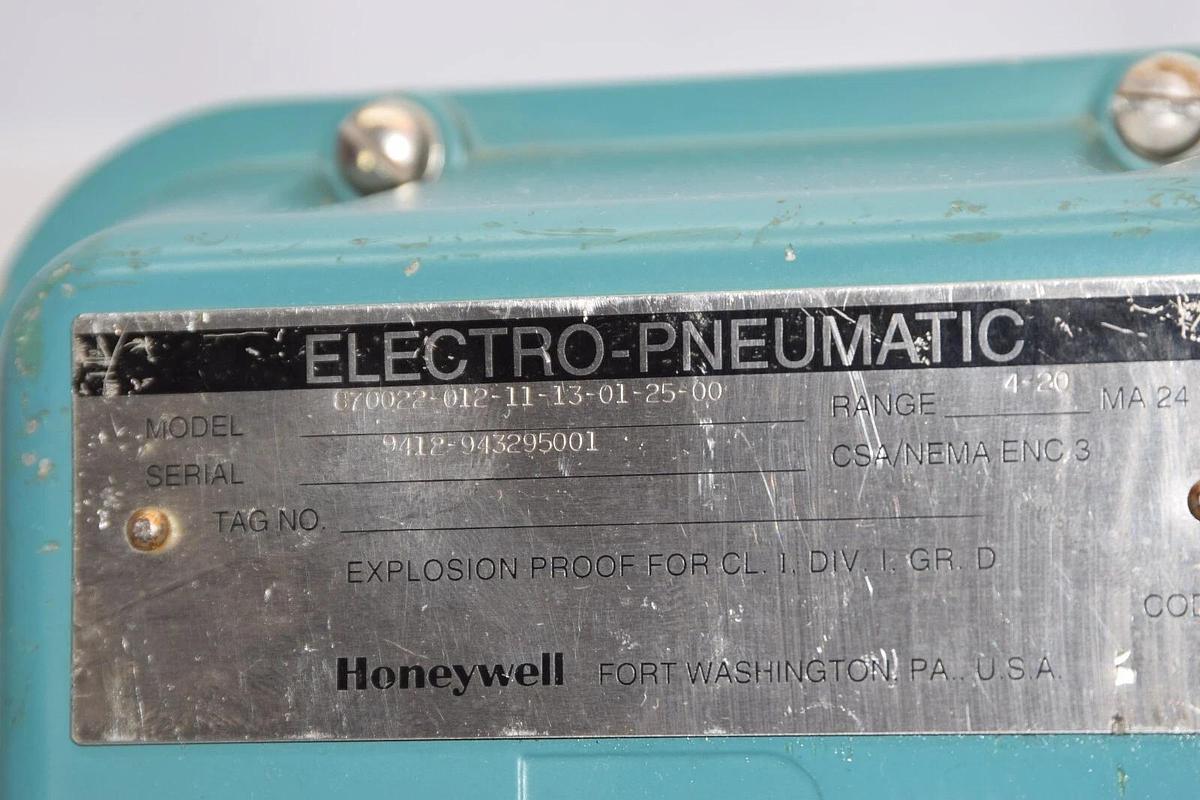 ELECTRO-PNEUMATIC
MODEL 870022-012-11-13-01-25-00 RANGE 4-20 MA 24
SERIAL 9412-943295001 CSA/NEMA ENC 3
TAG NO.
EXPLOSION PROOF FOR CL. I, DIV. I, GR. D
Honeywell FORT WASHINGTON, PA., U.S.A.